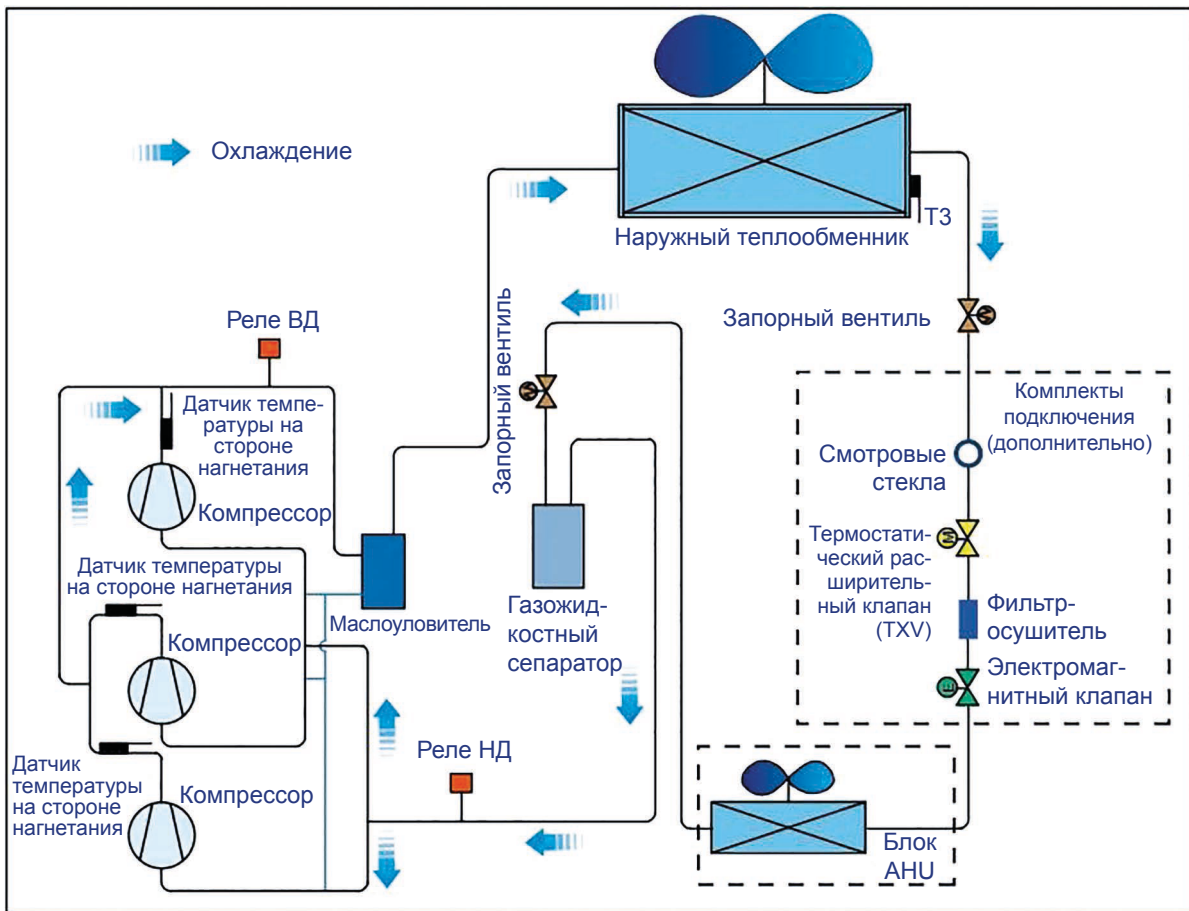 Охлаждение
T3
Наружный теплообменник
Запорный вентиль
Запорный вентиль
Реле ВД
Датчик темпе-
ратуры на
стороне
нагнетания
Компрессор
Комплекты
подключения
(дополнительно)
Смотровые
стекла
Термостати-
ческий рас-
ширитель-
ный клапан
(TXV)
M
Фильтр-
осушитель
Электромаг-
нитный клапан
E
Датчик температуры
на стороне нагнетания
Маслоуловитель
Газожид-
костный
сепаратор
Компрессор
Реле НД
Датчик
температуры
на стороне
нагнетания
Компрессор
Блок
AHU